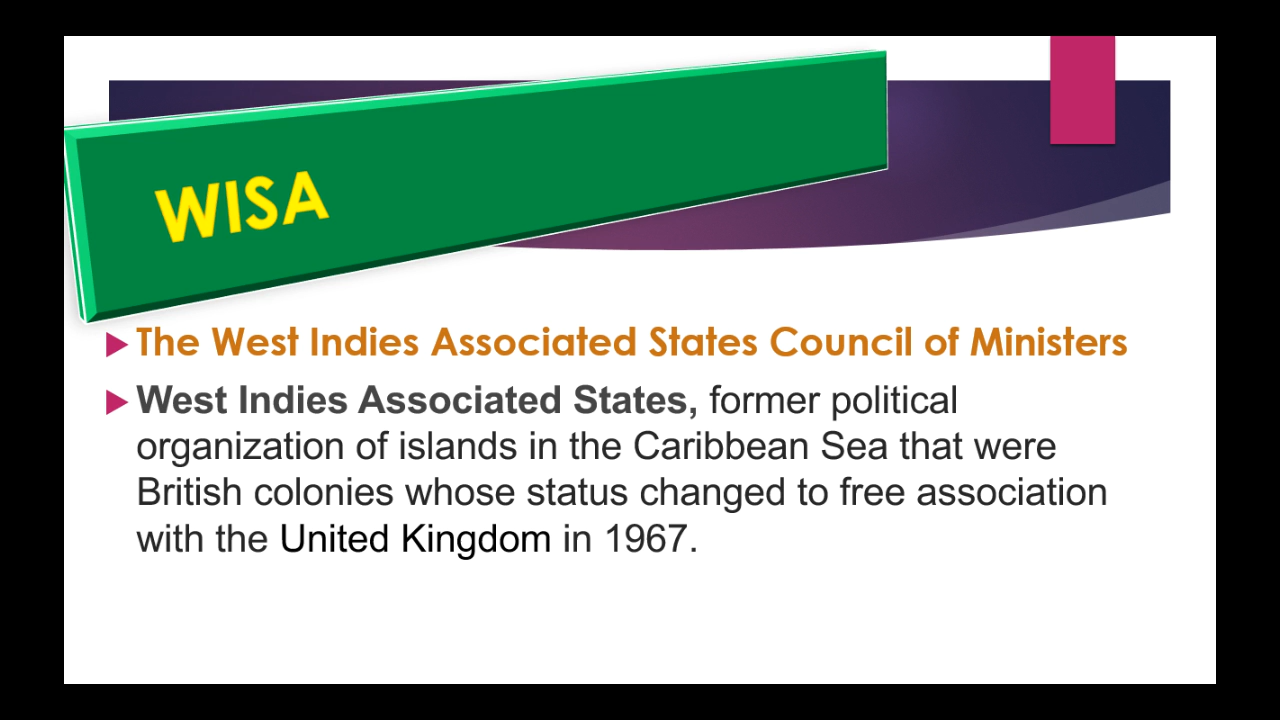 WISA
The West Indies Associated States Council of Ministers
West Indies Associated States, former political
organization of islands in the Caribbean Sea that were
British colonies whose status changed to free association
with the United Kingdom in 1967.